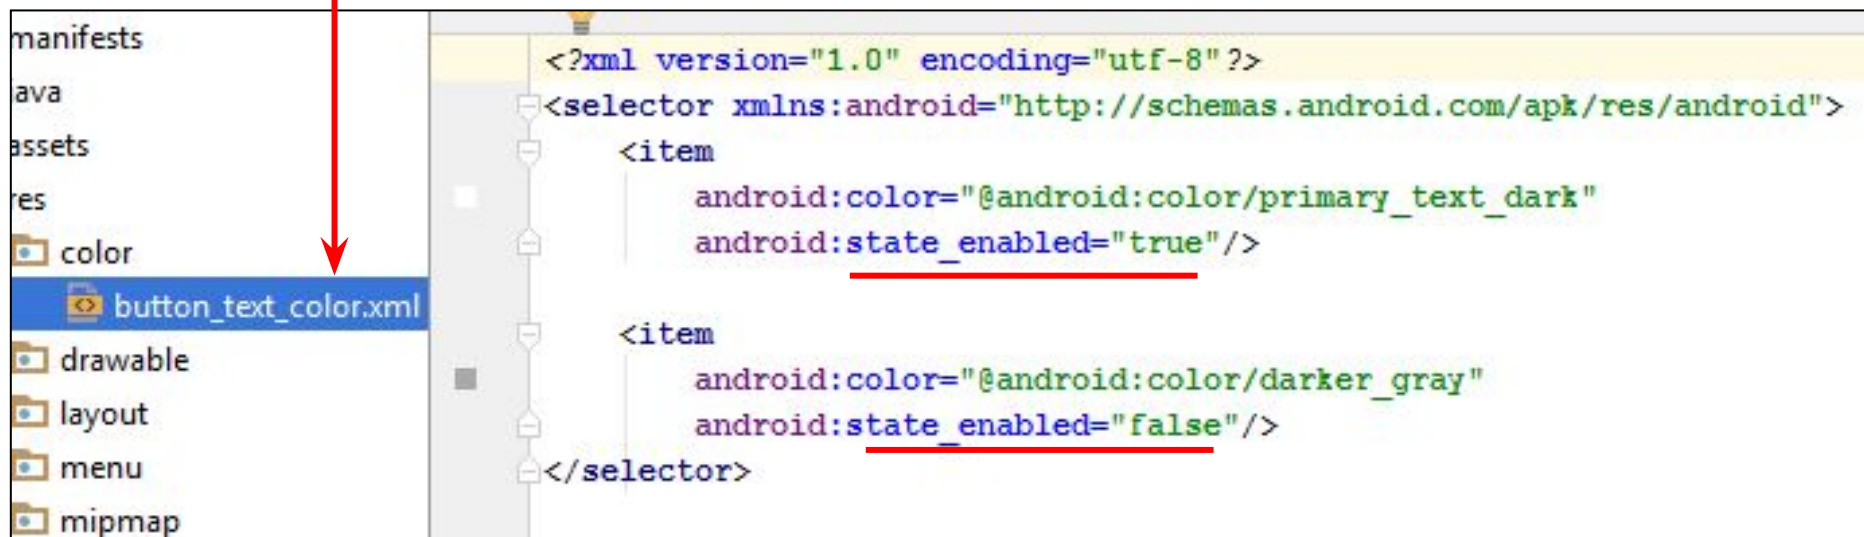 manifests
java
assets
res
color
button_text_color.xml
drawable
layout
menu
mipmap
<?xml version="1.0" encoding="utf-8"?>
<selector xmlns:android="http://schemas.android.com/apk/res/android">
<item
android:color="@android:color/primary_text_dark"
android:state_enabled="true"/>
<item
android:color="@android:color/darker_gray"
android:state_enabled="false"/>
</selector>